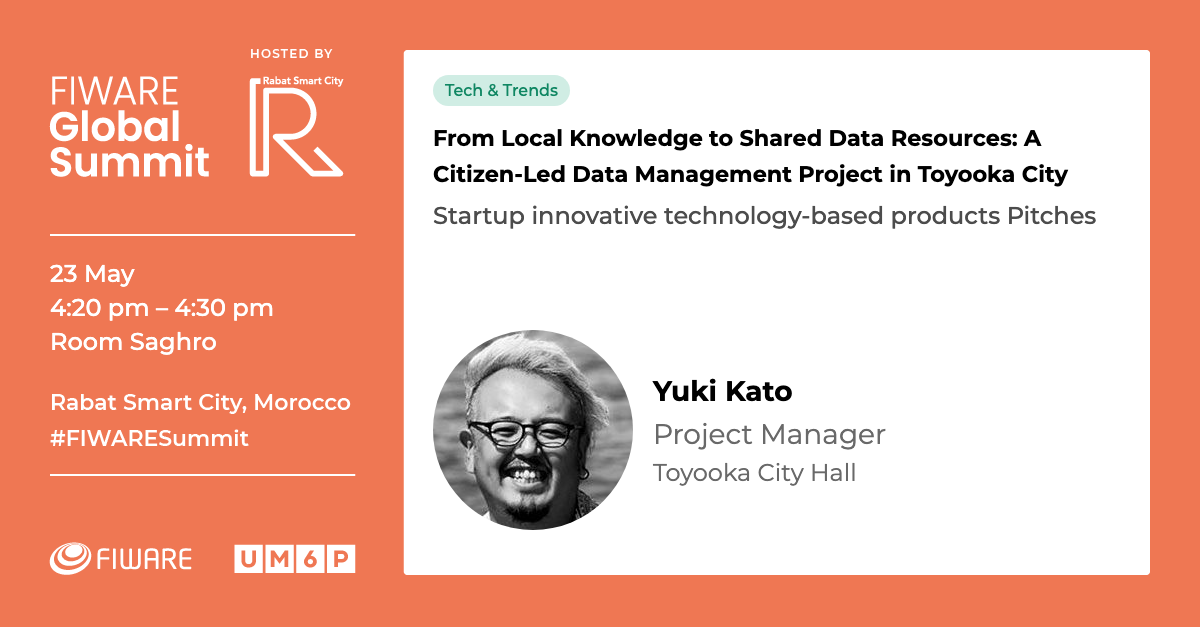 FIWARE
Global
Summit
HOSTED BY
Rabat Smart City
R
23 May
4:20 pm – 4:30 pm
Room Saghro
Rabat Smart City, Morocco
#FIWARESummit
FIWARE
UM6P
Tech & Trends
From Local Knowledge to Shared Data Resources: A
Citizen-Led Data Management Project in Toyooka City
Startup innovative technology-based products Pitches
Yuki Kato
Project Manager
Toyooka City Hall